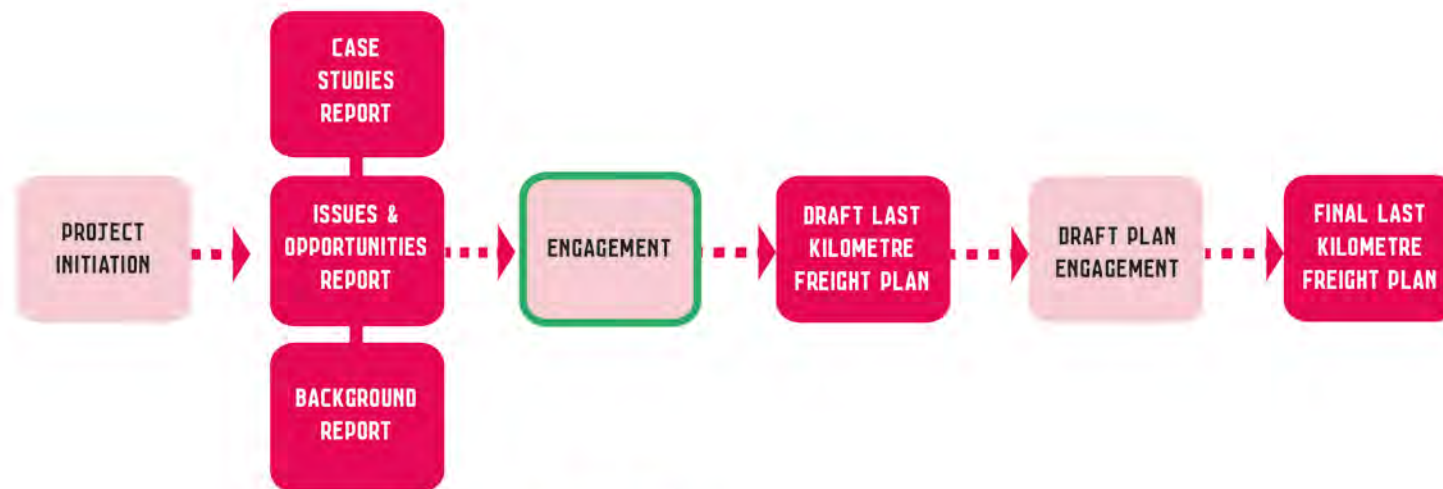 CASE
STUDIES
REPORT
PROJECT
INITIATION
ISSUES &
OPPORTUNITIES
REPORT
ENGAGEMENT
DRAFT LAST
KILOMETRE
FREIGHT PLAN
DRAFT PLAN
ENGAGEMENT
FINAL LAST
KILOMETRE
FREIGHT PLAN
BACKGROUND
REPORT